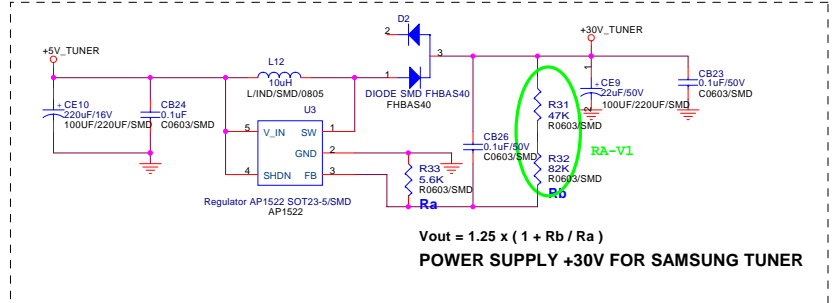 D2
2
+5V_TUNER
+30V_TUNER
L12
3
10uH
L/IND/SMD/0805
1
DIODE SMD FHBAS40
FHBAS40
1
+
CE10
220uF/16V
100UF/220UF/SMD
CB24
0.1uF
C0603/SMD
U3
5
V_IN
SW
1
GND
2
4
SHDN
FB
3
Regulator AP1522 SOT23-5/SMD
AP1522
R33
5.6K
R0603/SMD
Ra
CB26
0.1uF/50V
C0603/SMD
R31
47K
R0603/SMD
R32
82K
R0603/SMD
Rb
RA-V1
+
CE9
22uF/50V
100UF/220UF/SMD
2
CB23
0.1uF/50V
C0603/SMD
Vout = 1.25 x ( 1 + Rb / Ra )
POWER SUPPLY +30V FOR SAMSUNG TUNER